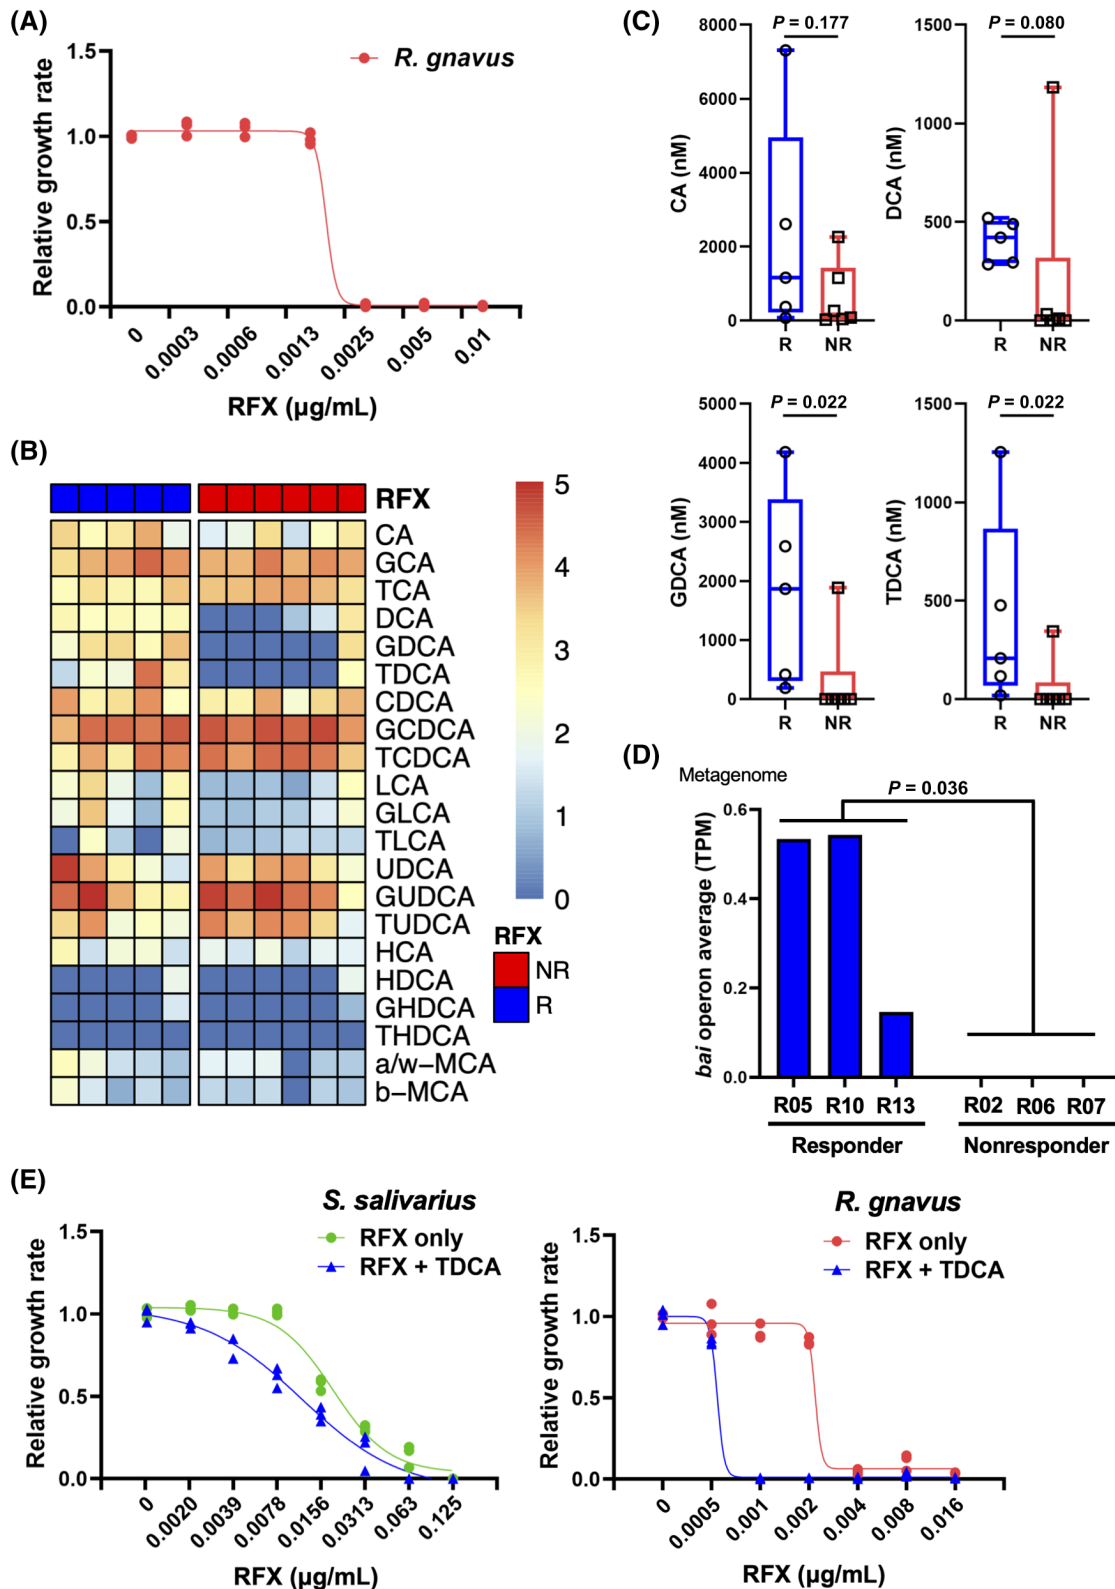 (A)
R. gnavus
Relative growth rate
1.5
1.0
0.5
0.0
0 0.0003 0.0006 0.0013 0.0025 0.005 0.01
RFX (µg/mL)
(B)
RFX
CA
GCA
TCA
DCA
GDCA
TDCA
CDCA
GCDCA
TCDCA
LCA
GLCA
TLCA
UDCA
GUDCA
TUDCA
HCA
HDCA
GHDCA
THDCA
a/w−MCA
b−MCA
5
4
3
2
1
0
RFX
NR
R
(C)
P = 0.177
CA (nM)
8000
6000
4000
2000
0
R NR
P = 0.080
DCA (nM)
1500
1000
500
0
R NR
P = 0.022
GDCA (nM)
5000
4000
3000
2000
1000
0
R NR
P = 0.022
TDCA (nM)
1500
1000
500
0
R NR
(D)
Metagenome
P = 0.036
bai operon average (TPM)
0.6
0.4
0.2
0.0
R05 R10 R13 R02 R06 R07
Responder Nonresponder
(E)
S. salivarius
RFX only
RFX + TDCA
Relative growth rate
1.5
1.0
0.5
0.0
0 0.0020 0.0039 0.0078 0.0156 0.0313 0.063 0.125
RFX (µg/mL)
R. gnavus
RFX only
RFX + TDCA
Relative growth rate
1.5
1.0
0.5
0.0
0 0.0005 0.001 0.002 0.004 0.008 0.016
RFX (µg/mL)